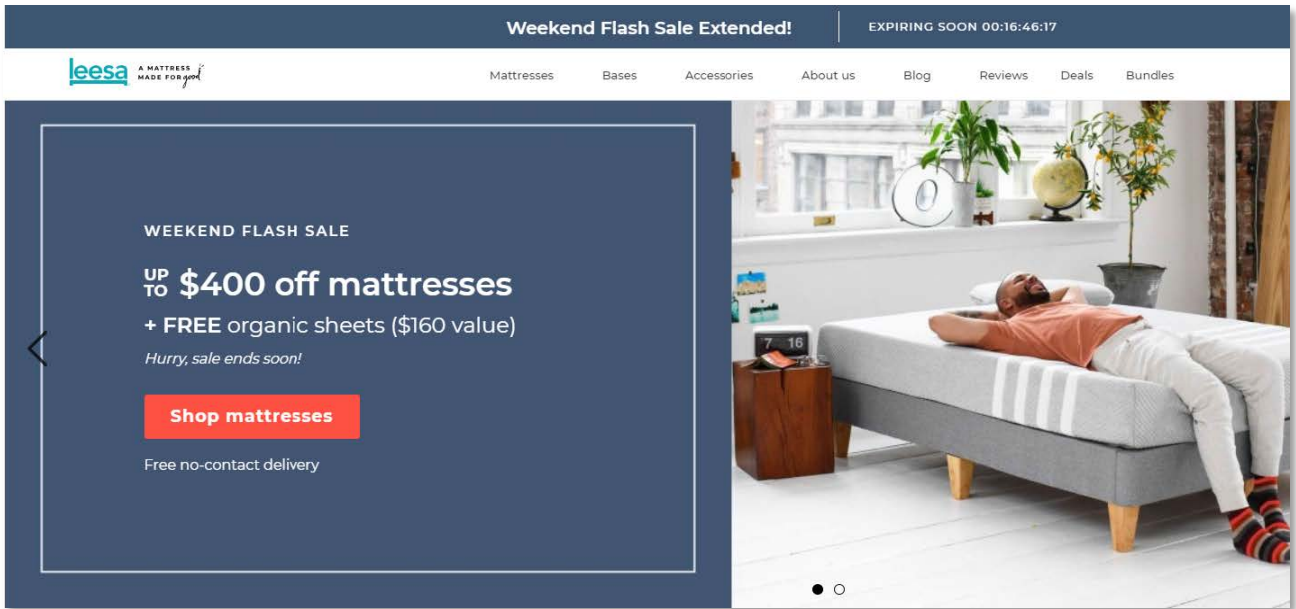 Weekend Flash Sale Extended!
EXPIRING SOON 00:16:46:17
leesa
A MATTRESS
MADE FOR good
Mattresses Bases Accessories About us Blog Reviews Deals Bundles
WEEKEND FLASH SALE
UP TO $400 off mattresses
+ FREE organic sheets ($160 value)
Hurry, sale ends soon!
Shop mattresses
Free no-contact delivery
7 16